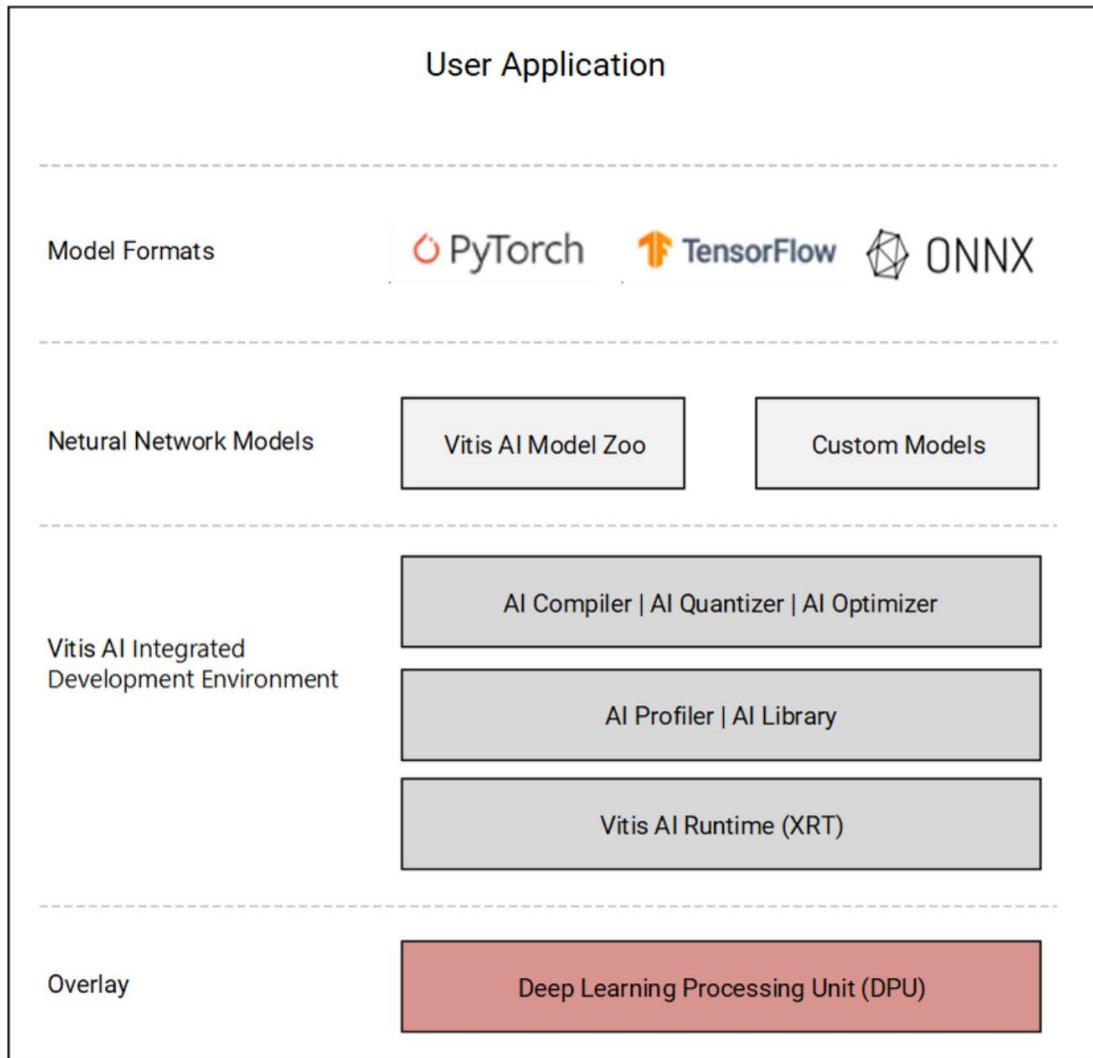 User Application
Model Formats
PyTorch
TensorFlow
ONNX
Netural Network Models
Vitis AI Model Zoo
Custom Models
Vitis AI Integrated
Development Environment
AI Compiler | AI Quantizer | AI Optimizer
AI Profiler | AI Library
Vitis AI Runtime (XRT)
Overlay
Deep Learning Processing Unit (DPU)